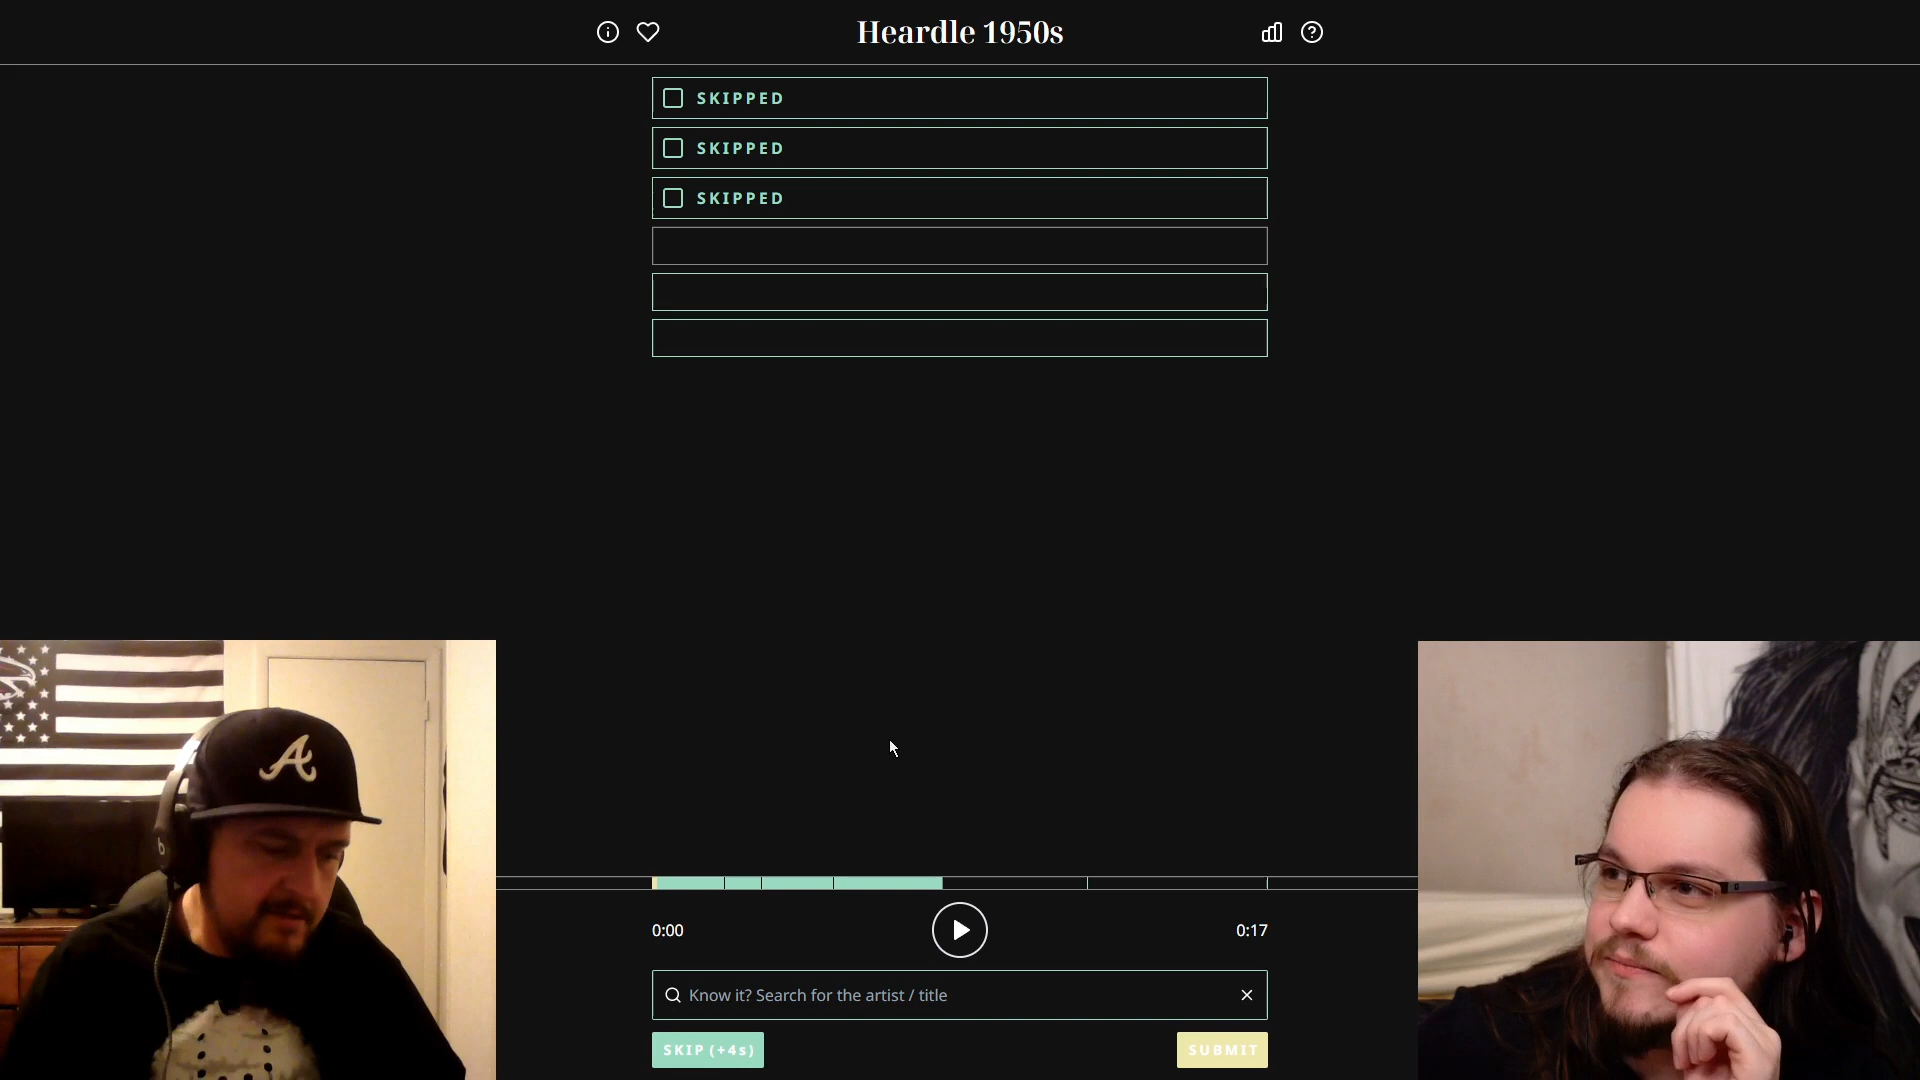 Heardle 1950s
SKIPPED
SKIPPED
SKIPPED
0:00
0:17
Know it? Search for the artist / title
SKIP (+4s)
SUBMIT
A
b